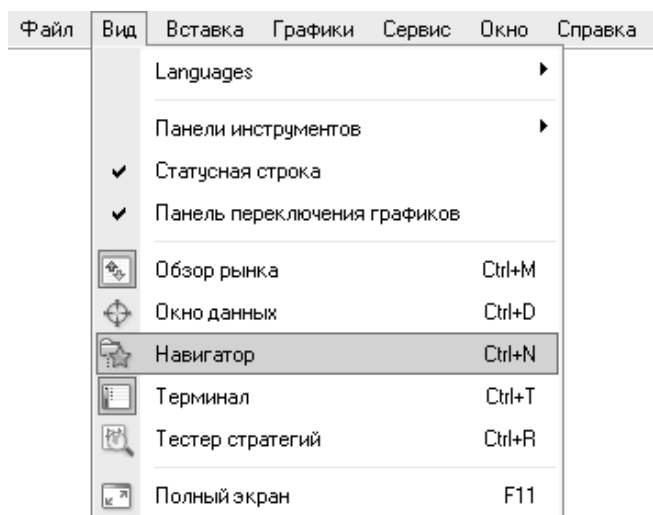 Файл Вид Вставка Графики Сервис Окно Справка
Languages
Панели инструментов
Статусная строка
Панель переключения графиков
Обзор рынка Ctrl+M
Окно данных Ctrl+D
Навигатор Ctrl+N
Терминал Ctrl+T
Тестер стратегий Ctrl+R
Полный экран F11